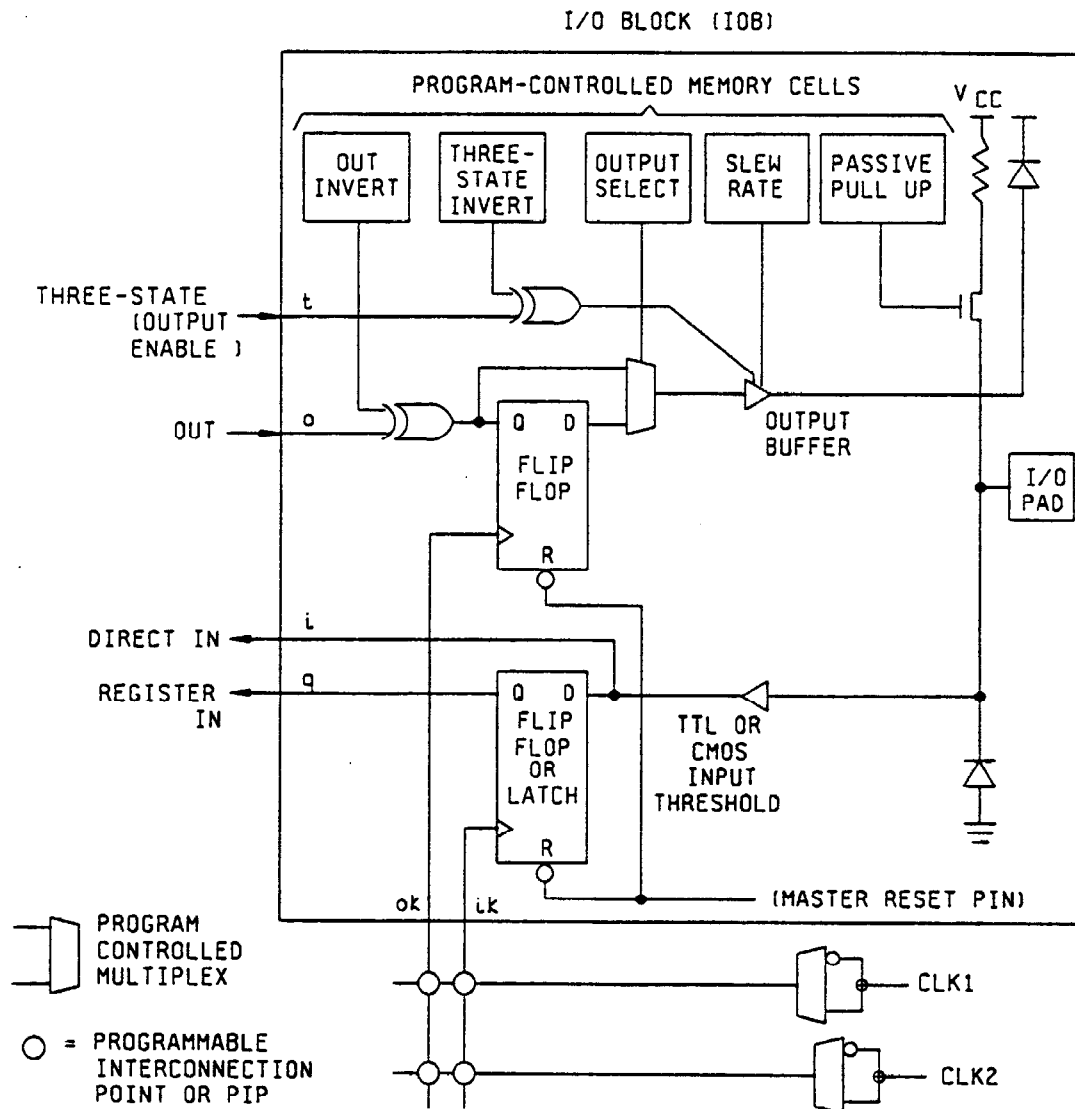 I/O BLOCK (IOB)
PROGRAM-CONTROLLED MEMORY CELLS
VCC
OUT
INVERT
THREE-
STATE
INVERT
OUTPUT
SELECT
SLEW
RATE
PASSIVE
PULL UP
THREE-STATE
(OUTPUT
ENABLE )
t
OUT
o
Q D
FLIP
FLOP
R
OUTPUT
BUFFER
I/O
PAD
DIRECT IN
i
REGISTER
IN
q
Q D
FLIP
FLOP
OR
LATCH
R
TTL OR
CMOS
INPUT
THRESHOLD
ok
ik
(MASTER RESET PIN)
PROGRAM
CONTROLLED
MULTIPLEX
CLK1
= PROGRAMMABLE
INTERCONNECTION
POINT OR PIP
CLK2